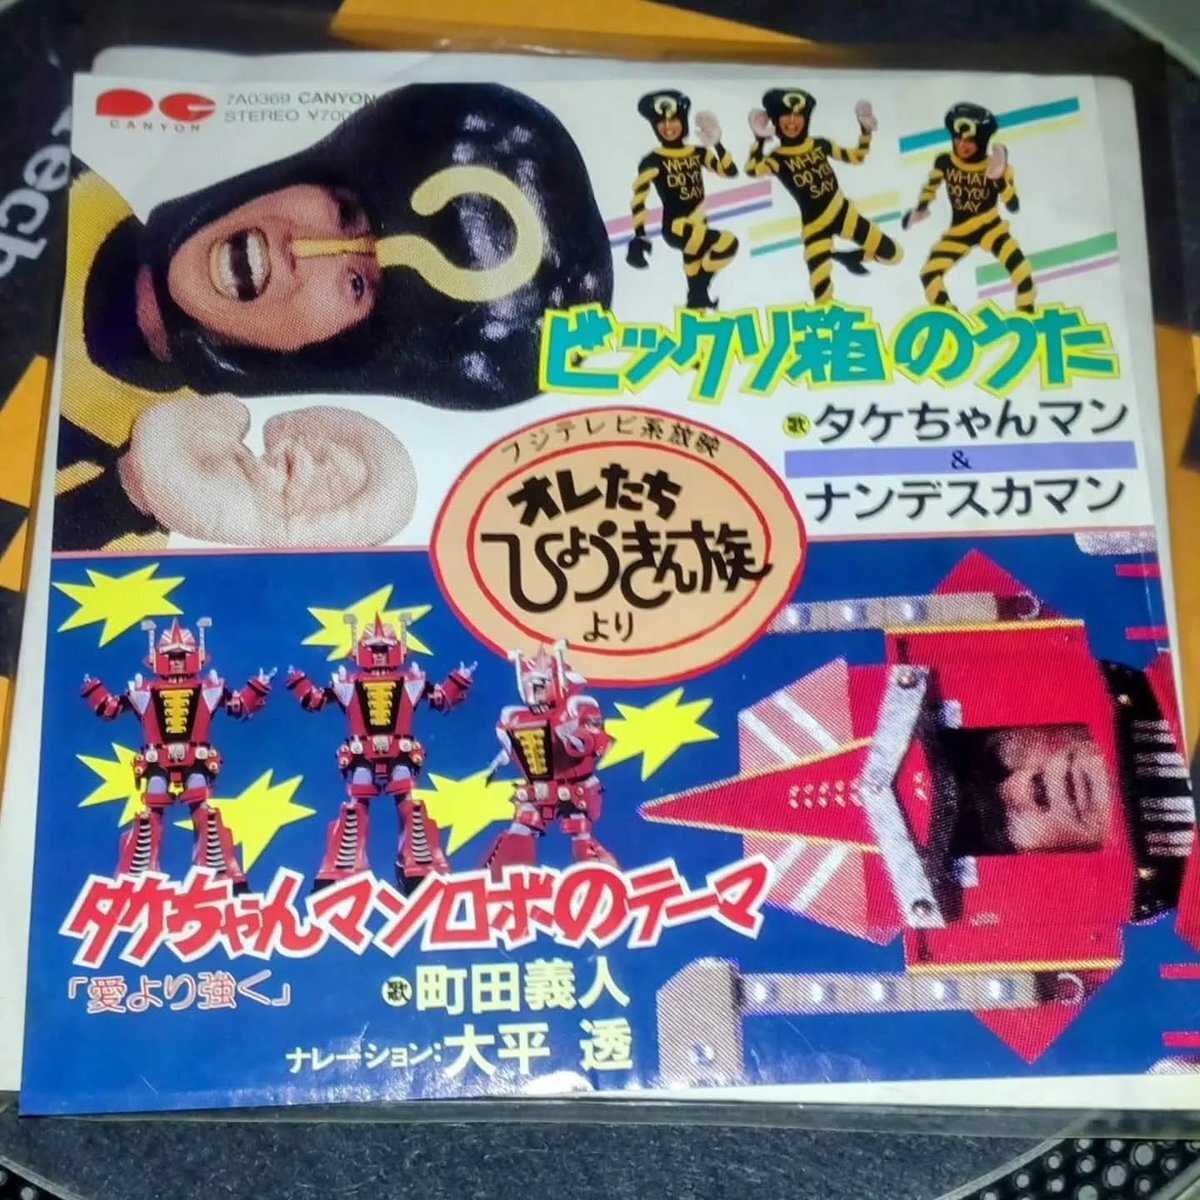 CANYON
7A0369 CANYON
STEREO ¥700
WHAT DO YOU SAY
WHAT DO YOU SAY
WHAT DO YOU SAY
ビックリ箱のうた
歌 タケちゃんマン
&
ナンデスカマン
フジテレビ系放映
オレたち
ひょうきん族
より
タケちゃんマンロボのテーマ
「愛より強く」
歌 町田義人
ナレーション:大平 透